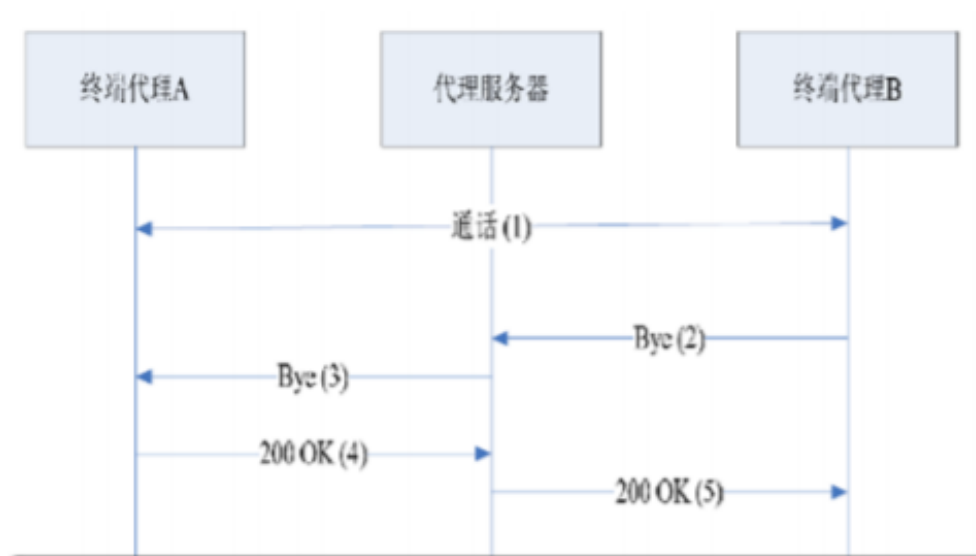 终端代理A
代理服务器
终端代理B
通话(1)
Bye(2)
Bye(3)
200 OK(4)
200 OK(5)